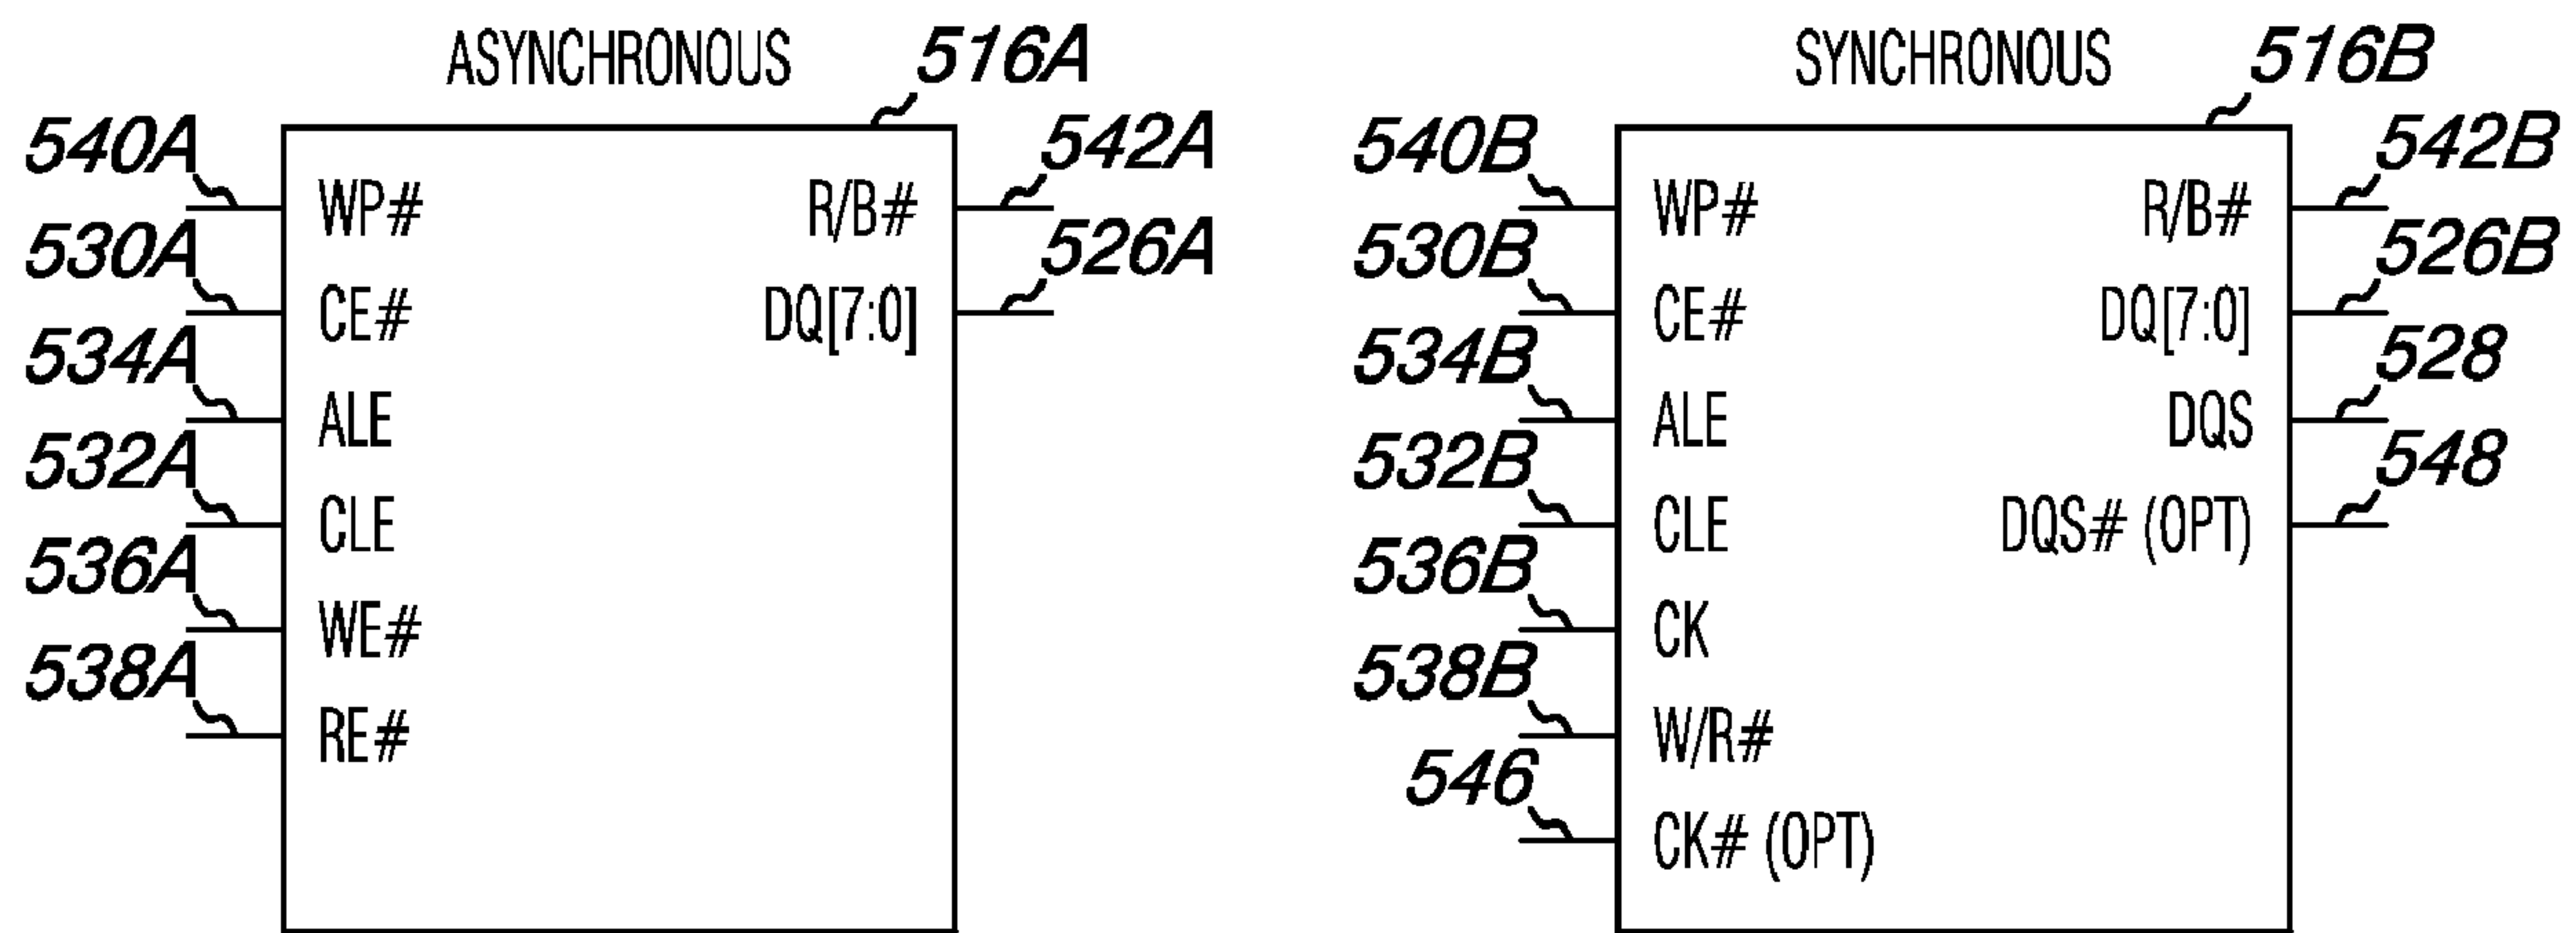 ASYNCHRONOUS 516A
540A WP# R/B# 542A
530A CE# DQ[7:0] 526A
534A ALE
532A CLE
536A WE#
538A RE#
SYNCHRONOUS 516B
540B WP# R/B# 542B
530B CE# DQ[7:0] 526B
534B ALE DQS 528
532B CLE DQS# (OPT) 548
536B CK
538B W/R#
546 CK# (OPT)